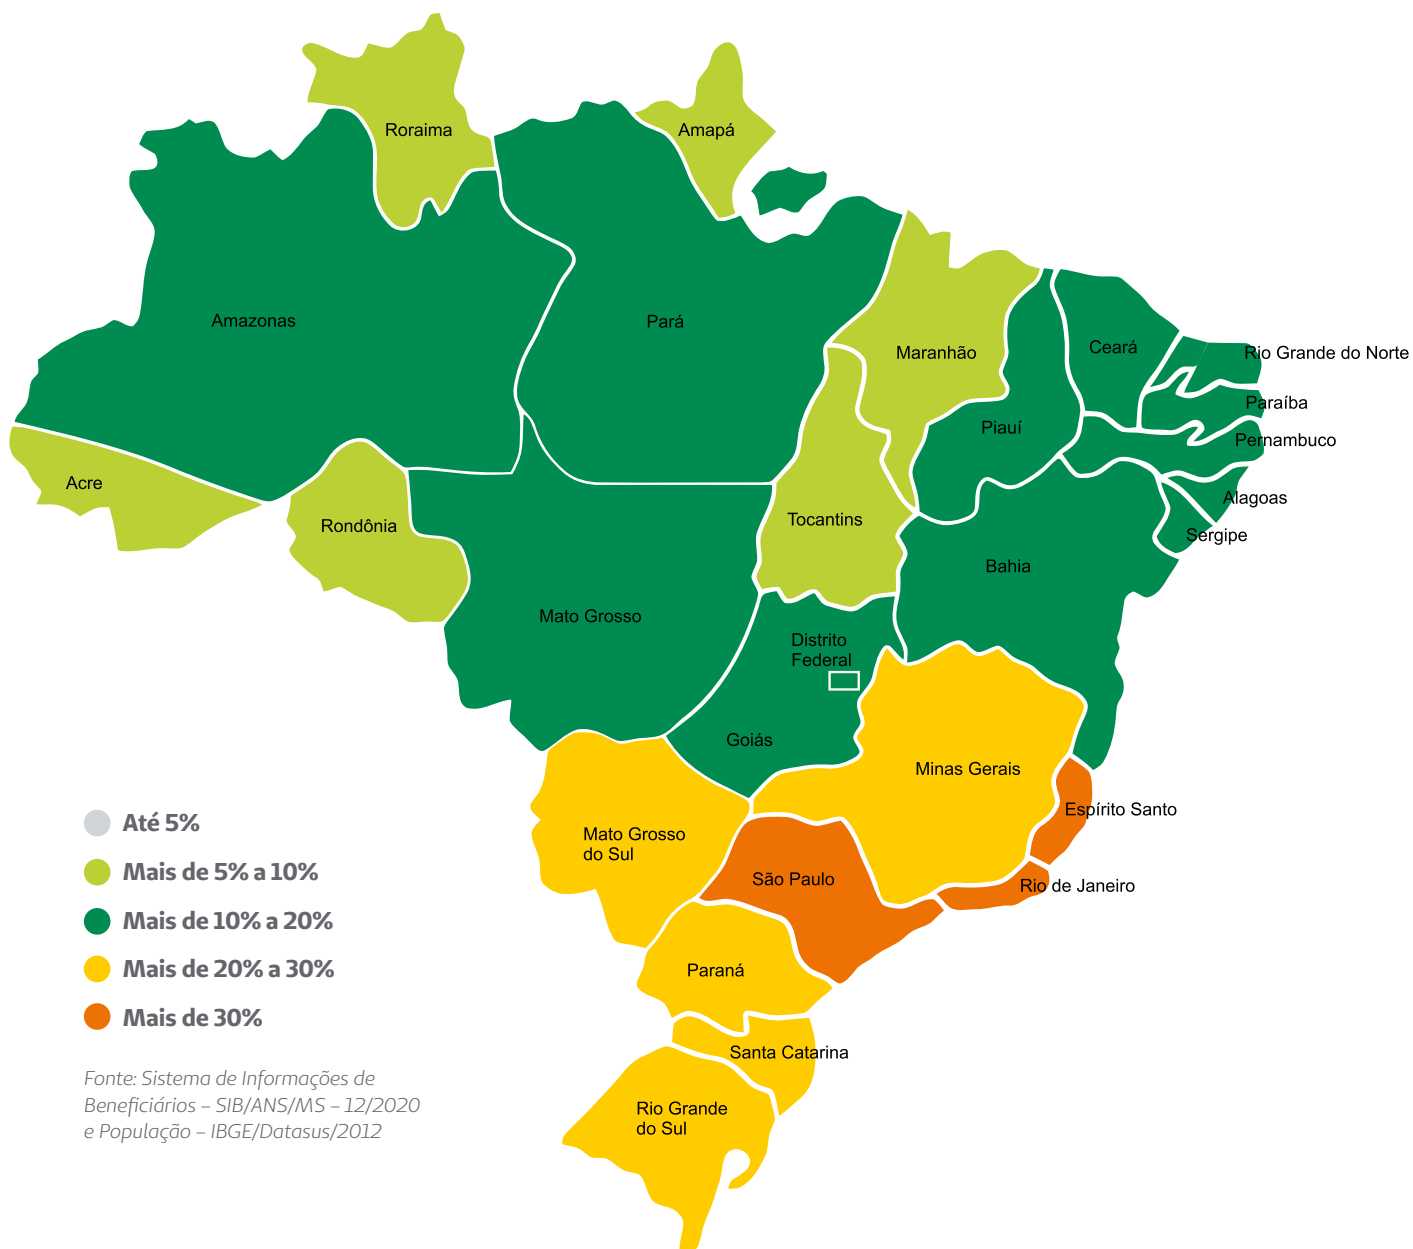 Roraima
Amapá
Amazonas
Pará
Maranhão
Ceará
Rio Grande do Norte
Piauí
Paraíba
Pernambuco
Acre
Rondônia
Tocantins
Alagoas
Sergipe
Bahia
Mato Grosso
Distrito
Federal
Goiás
Minas Gerais
Espírito Santo
Mato Grosso
do Sul
São Paulo
Rio de Janeiro
Paraná
Santa Catarina
Rio Grande
do Sul
Até 5%
Mais de 5% a 10%
Mais de 10% a 20%
Mais de 20% a 30%
Mais de 30%
Fonte: Sistema de Informações de
Beneficiários – SIB/ANS/MS – 12/2020
e População – IBGE/Datasus/2012